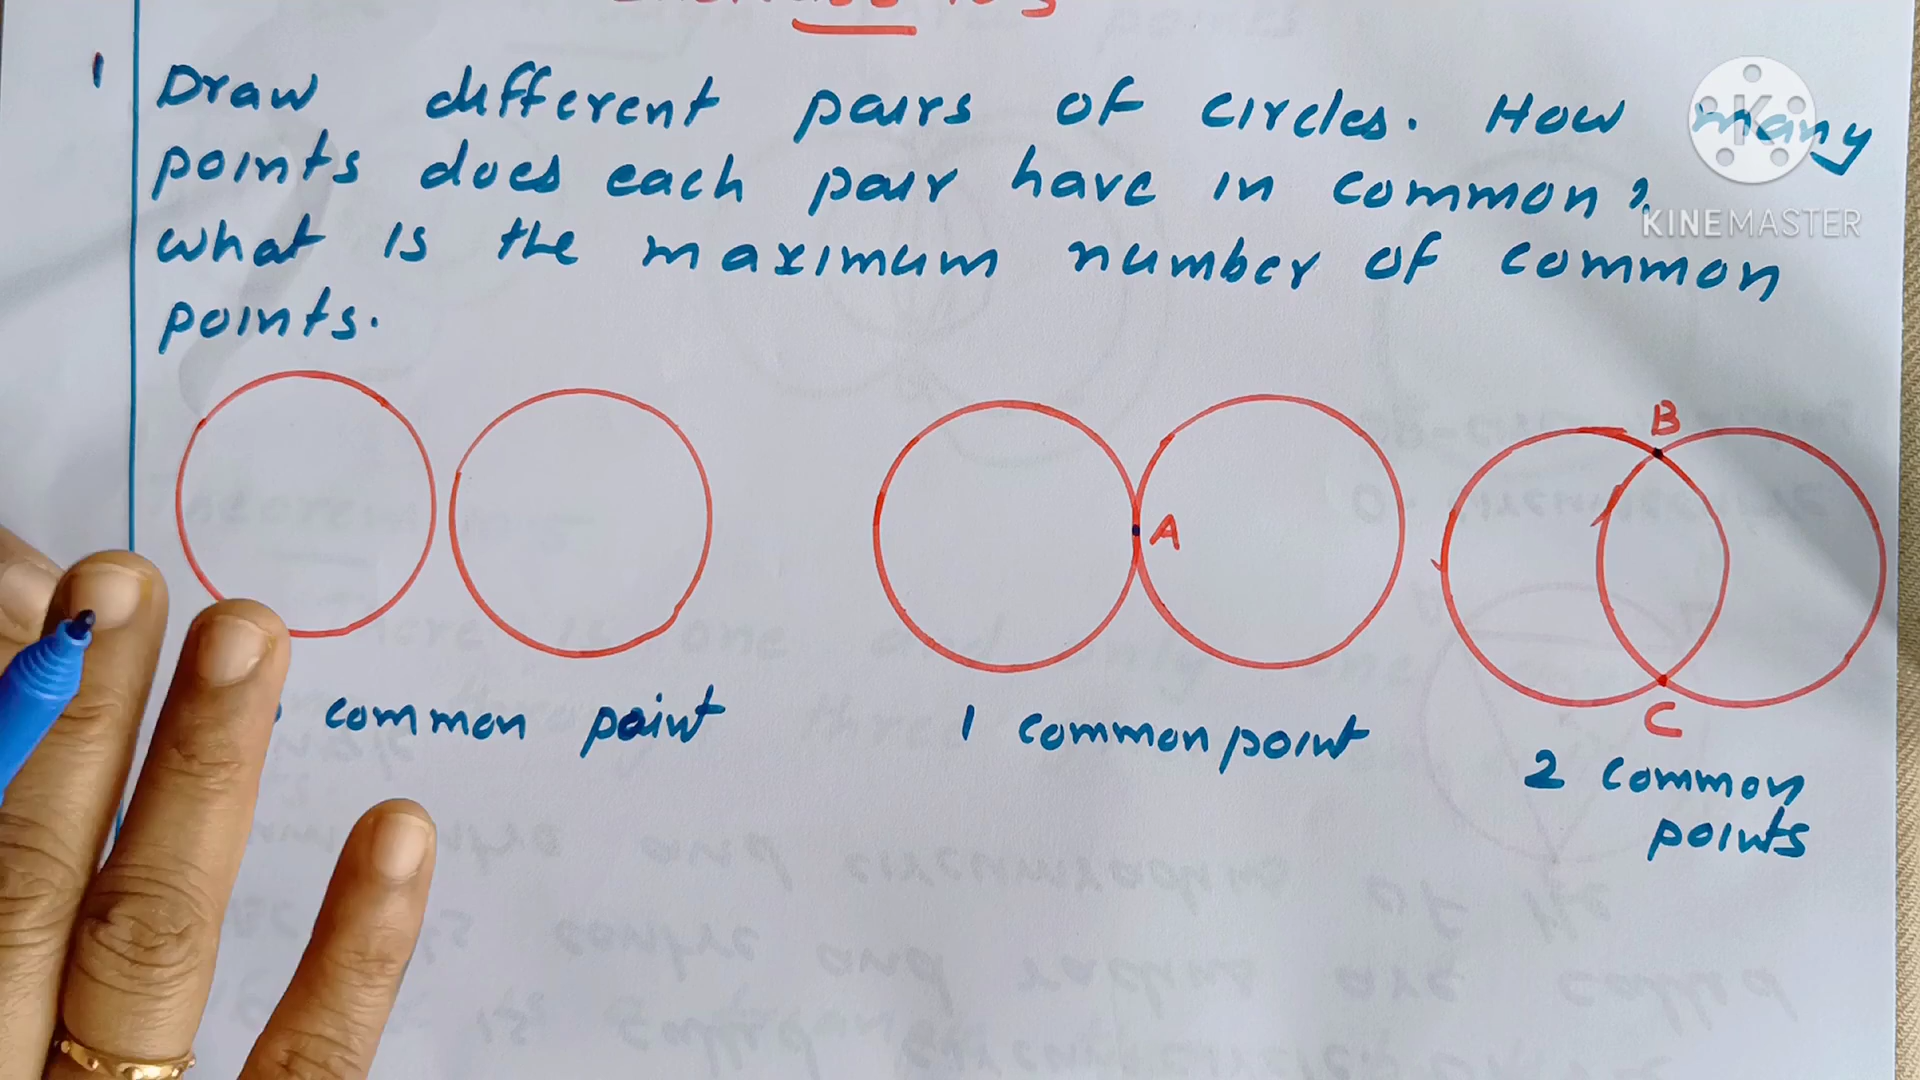 1 Draw different pairs of circles. How many
points does each pair have in common?
what is the maximum number of common
points.
K
KINEMASTER
B
A
C
common point
1 common point
2 common
points